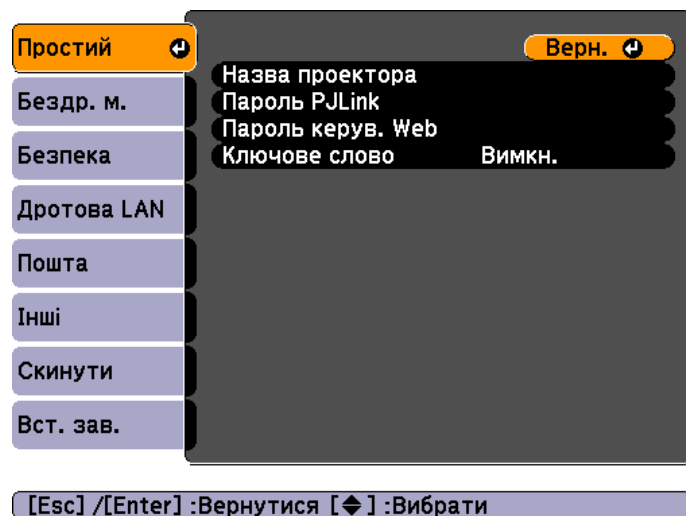 Простий
Бездр. м.
Безпека
Дротова LAN
Пошта
Інші
Скинути
Вст. зав.
Верн.
Назва проектора
Пароль PJLink
Пароль керув. Web
Ключове слово Вимкн.
[Esc] /[Enter] :Вернутися [◆] :Вибрати